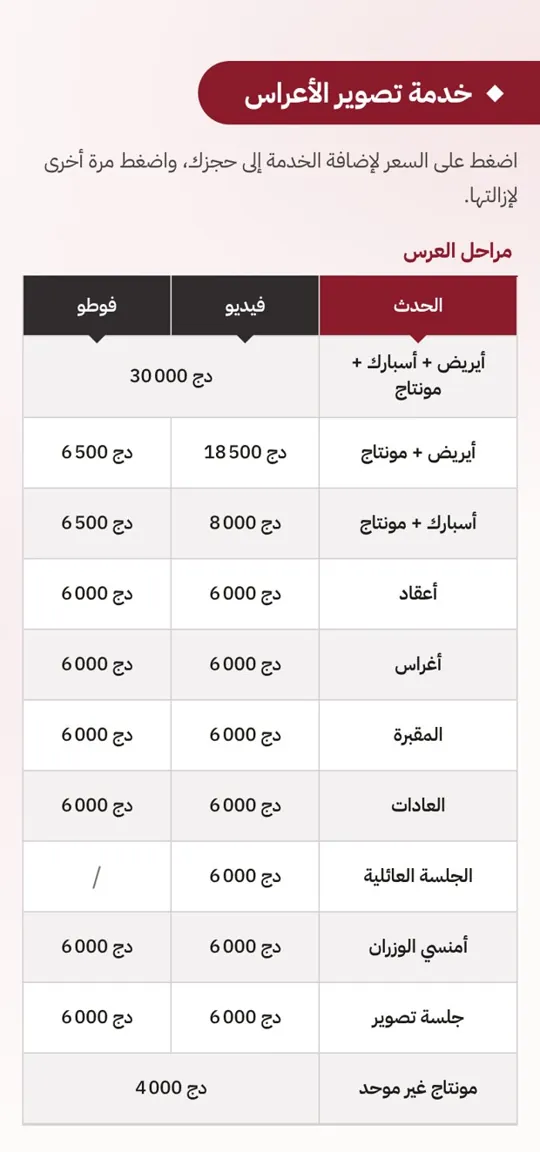 ◆ خدمة تصوير الأعراس
اضغط على السعر لإضافة الخدمة إلى حجزك، واضغط مرة أخرى
لإزالتها.
مراحل العرس
الحدث فيديو فوطو
أيريض + أسبارك +
مونتاج
30 000 دج
أيريض + مونتاج 18 500 دج 6 500 دج
أسبارك + مونتاج 8 000 دج 6 500 دج
أعقاد 6 000 دج 6 000 دج
أغراس 6 000 دج 6 000 دج
المقبرة 6 000 دج 6 000 دج
العادات 6 000 دج 6 000 دج
الجلسة العائلية 6 000 دج /
أمنسي الوزران 6 000 دج 6 000 دج
جلسة تصوير 6 000 دج 6 000 دج
مونتاج غير موحد 4 000 دج